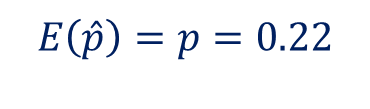 E(p̂) = p = 0.22